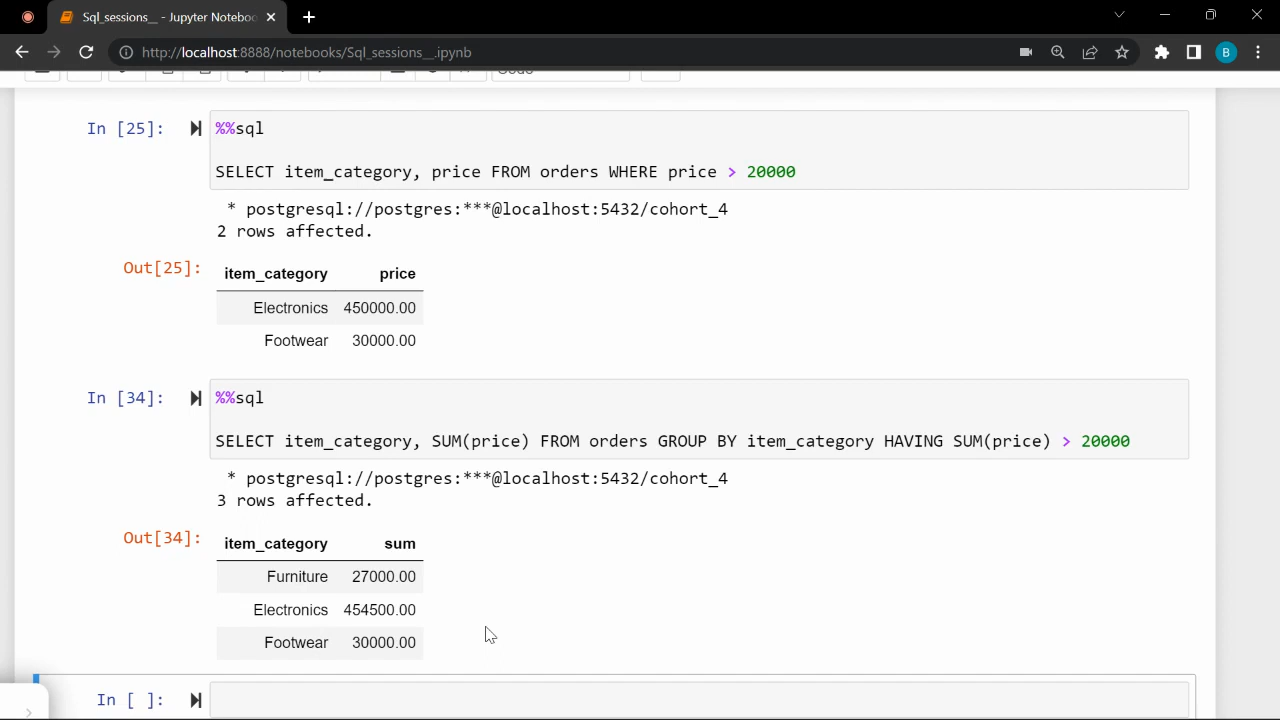 Sql_sessions__ - Jupyter Noteboo
http://localhost:8888/notebooks/Sql_sessions__.ipynb
B
In [25]:
%%sql
SELECT item_category, price FROM orders WHERE price > 20000
* postgresql://postgres:***@localhost:5432/cohort_4
2 rows affected.
Out[25]:
item_category price
Electronics 450000.00
Footwear 30000.00
In [34]:
%%sql
SELECT item_category, SUM(price) FROM orders GROUP BY item_category HAVING SUM(price) > 20000
* postgresql://postgres:***@localhost:5432/cohort_4
3 rows affected.
Out[34]:
item_category sum
Furniture 27000.00
Electronics 454500.00
Footwear 30000.00
In [ ]: